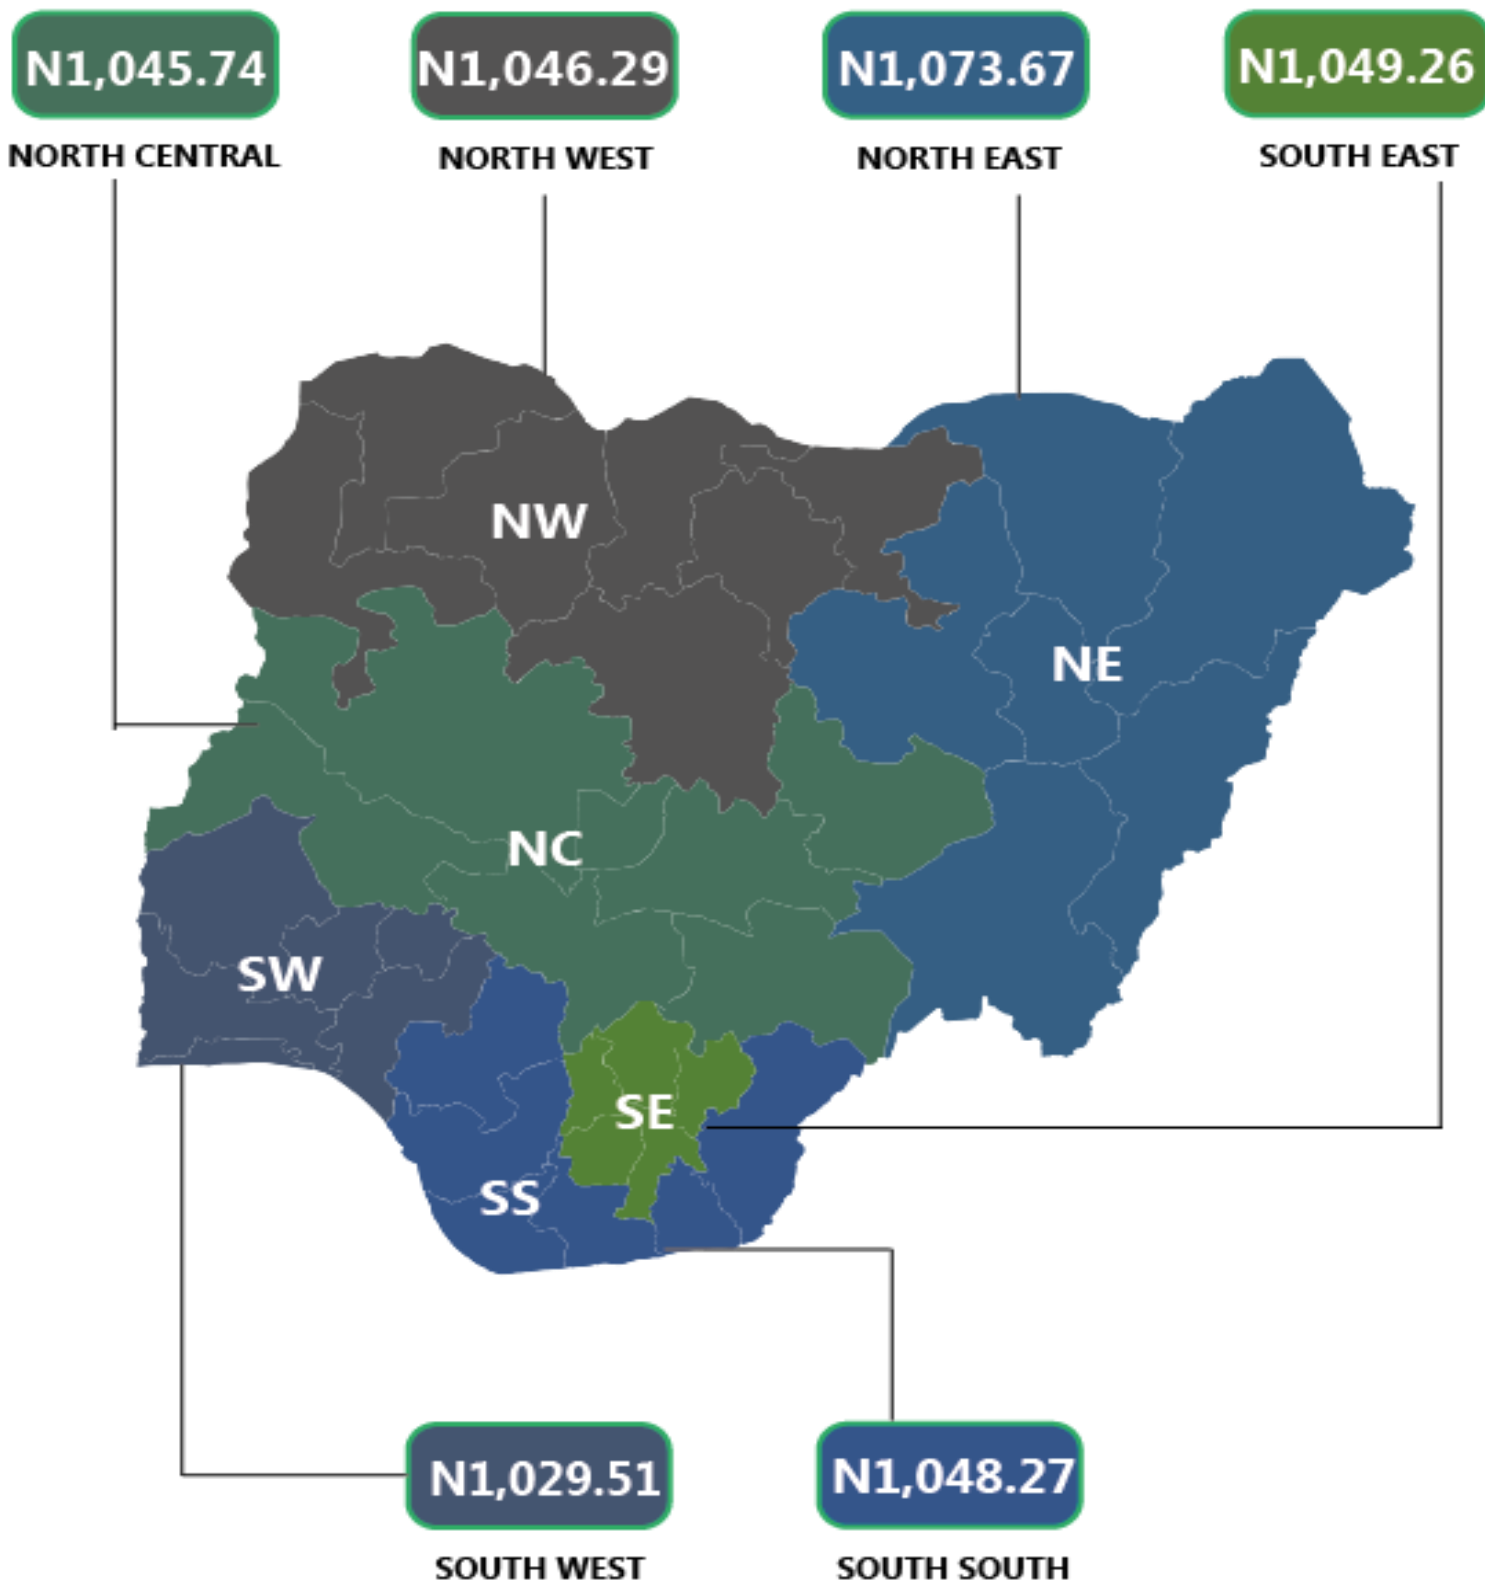 N1,045.74
NORTH CENTRAL
N1,046.29
NORTH WEST
N1,073.67
NORTH EAST
N1,049.26
SOUTH EAST
NW
NE
NC
SW
SE
SS
N1,029.51
SOUTH WEST
N1,048.27
SOUTH SOUTH